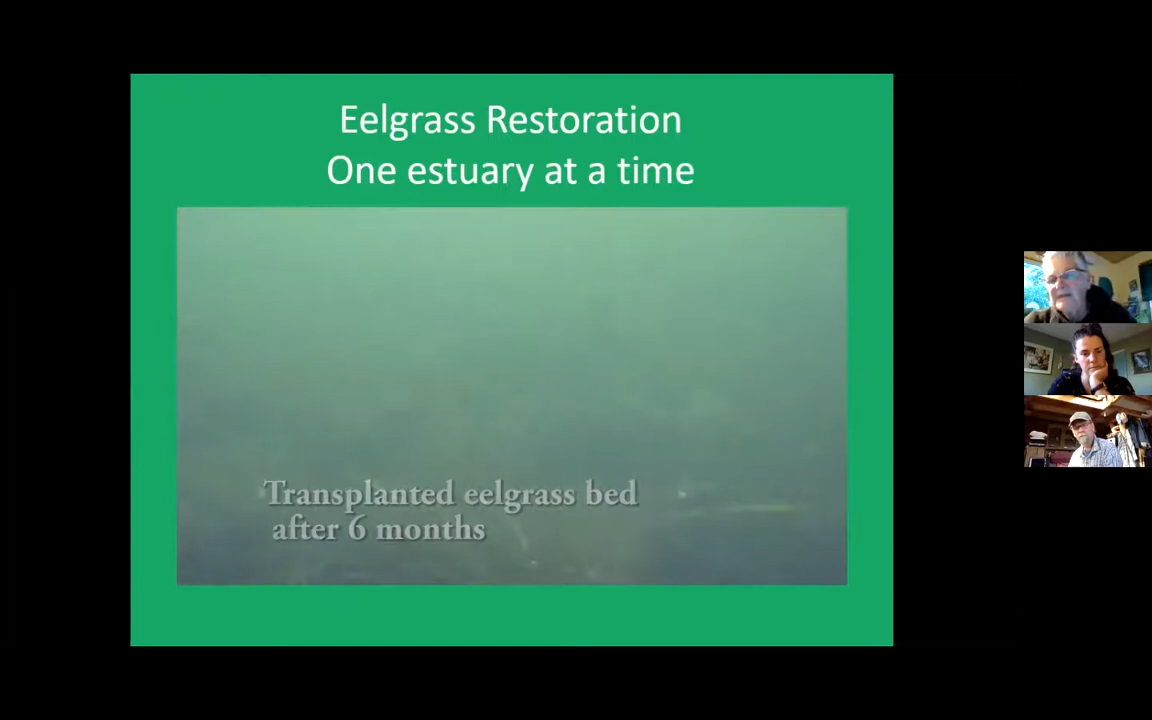 Eelgrass Restoration
One estuary at a time
Transplanted eelgrass bed
after 6 months